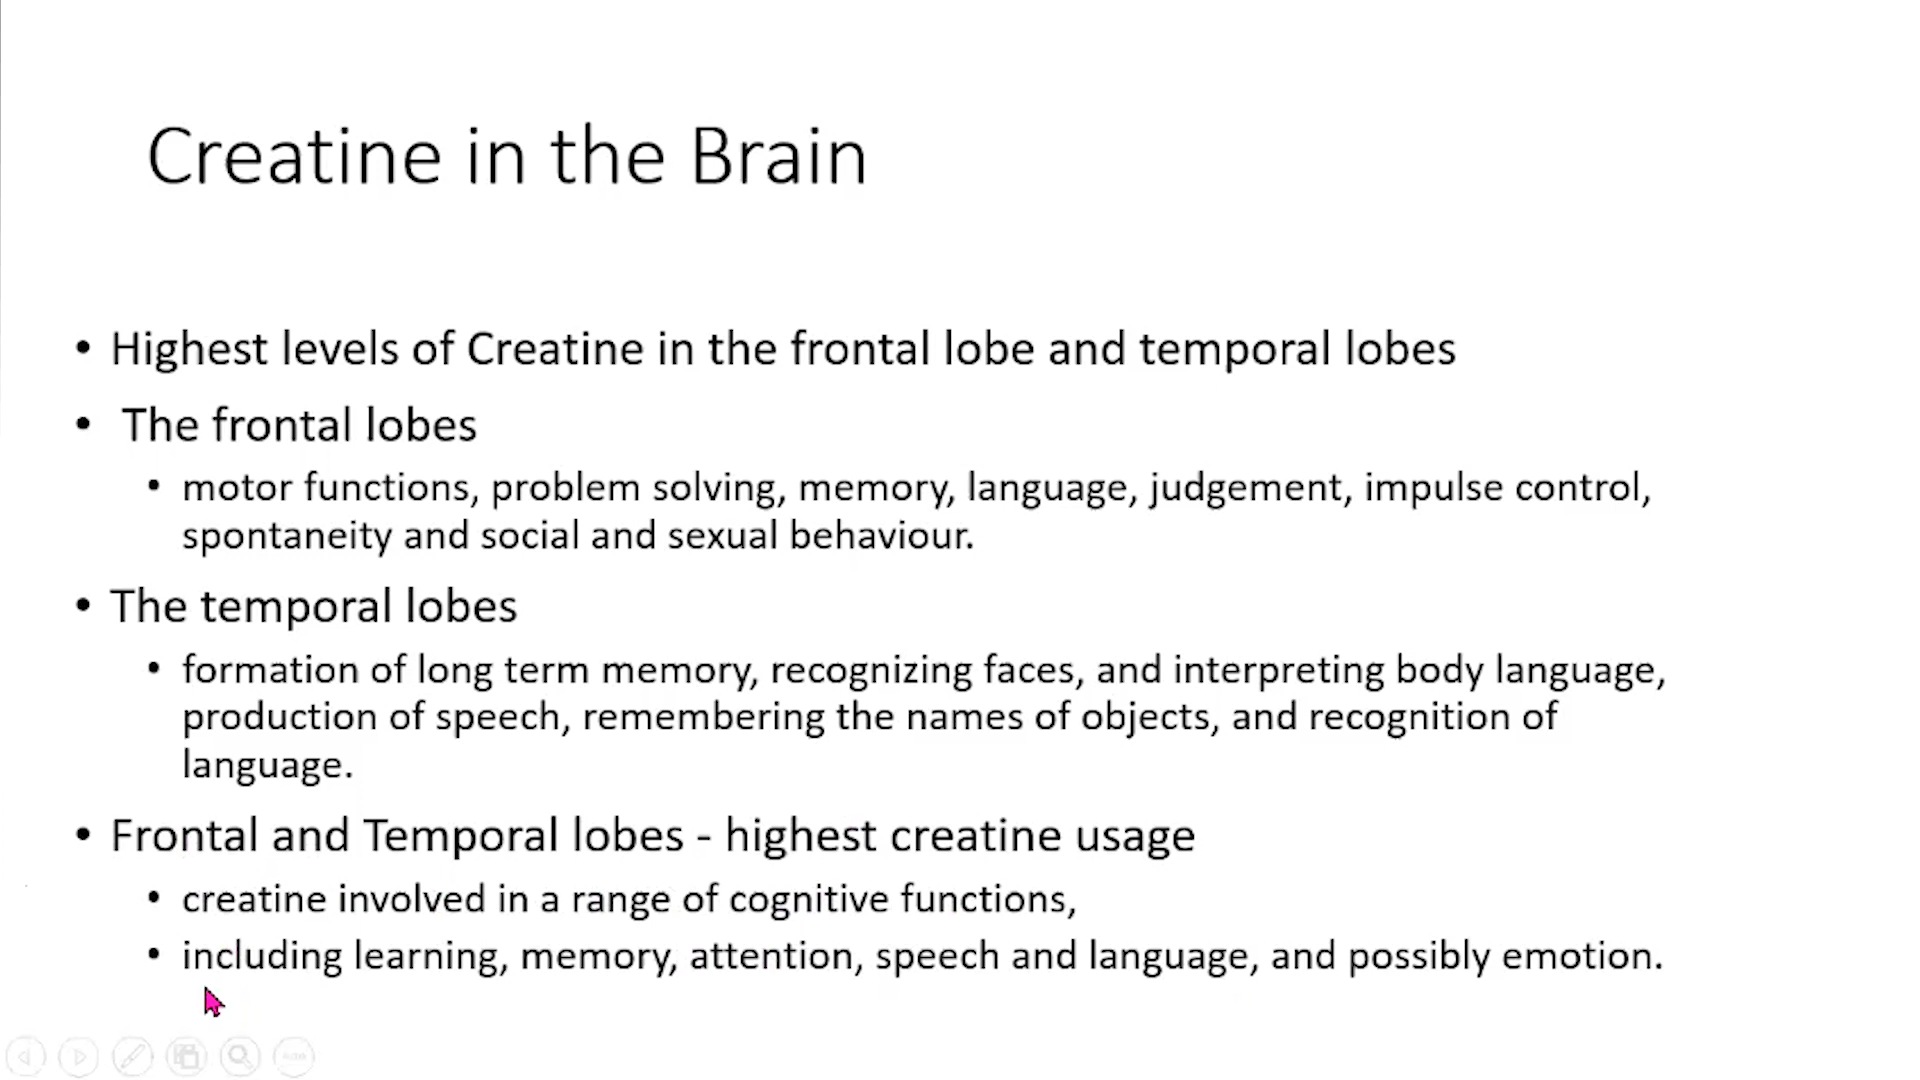 Creatine in the Brain
• Highest levels of Creatine in the frontal lobe and temporal lobes
• The frontal lobes
• motor functions, problem solving, memory, language, judgement, impulse control,
spontaneity and social and sexual behaviour.
• The temporal lobes
• formation of long term memory, recognizing faces, and interpreting body language,
production of speech, remembering the names of objects, and recognition of
language.
• Frontal and Temporal lobes - highest creatine usage
• creatine involved in a range of cognitive functions,
• including learning, memory, attention, speech and language, and possibly emotion.